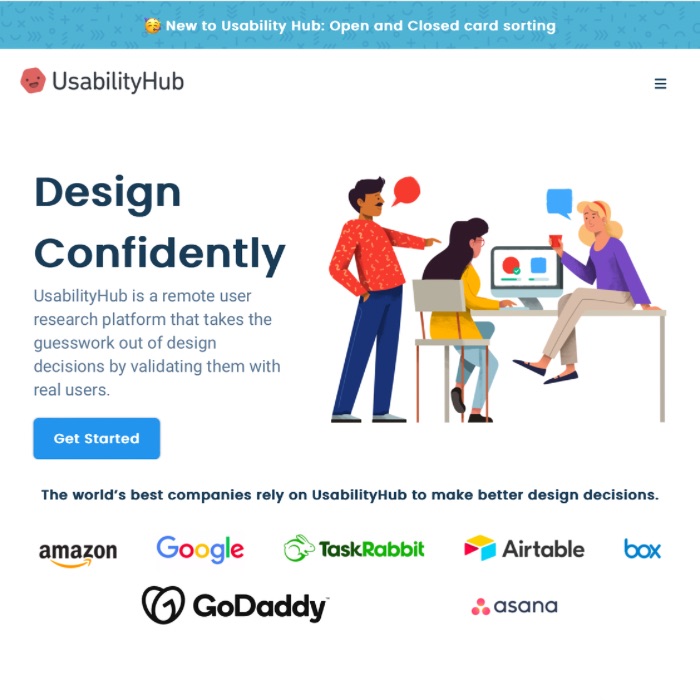 🥳 New to Usability Hub: Open and Closed card sorting
UsabilityHub
Design
Confidently
UsabilityHub is a remote user
research platform that takes the
guesswork out of design
decisions by validating them with
real users.
Get Started
The world’s best companies rely on UsabilityHub to make better design decisions.
amazon Google TaskRabbit Airtable box
GoDaddy™ asana